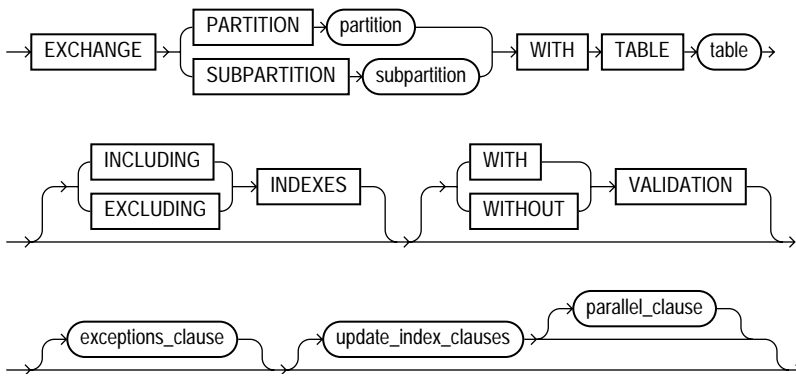 EXCHANGE PARTITION partition WITH TABLE table
SUBPARTITION subpartition
INCLUDING INDEXES WITH VALIDATION
EXCLUDING WITHOUT
exceptions_clause update_index_clauses parallel_clause